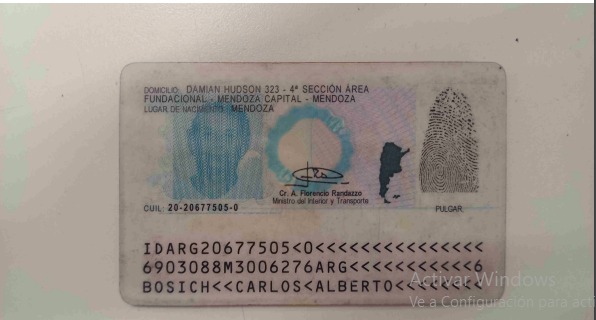 DOMICILIO: DAMIAN HUDSON 323 - 4ª SECCIÓN ÁREA
FUNDACIONAL - MENDOZA CAPITAL - MENDOZA
LUGAR DE NACIMIENTO: MENDOZA
Cr. A. Florencio Randazzo
Ministro del Interior y Transporte
CUIL: 20-20677505-0
PULGAR
IDARG20677505<0<<<<<<<<<<<<<<<
6903088M3006276ARG<<<<<<<<<<<6
BOSICH<<CARLOS<ALBERTO<<<<<<<<
Activar Windows
Ve a Configuración para acti